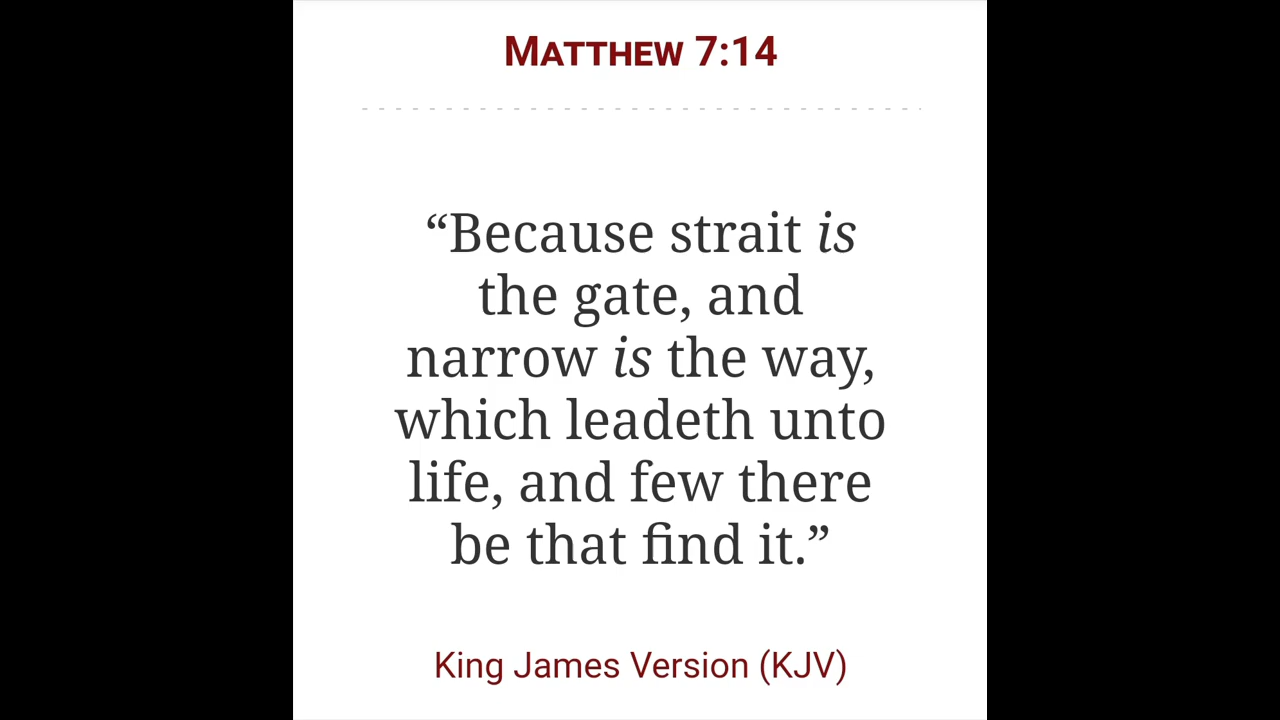 Matthew 7:14
“Because strait is
the gate, and
narrow is the way,
which leadeth unto
life, and few there
be that find it.”
King James Version (KJV)